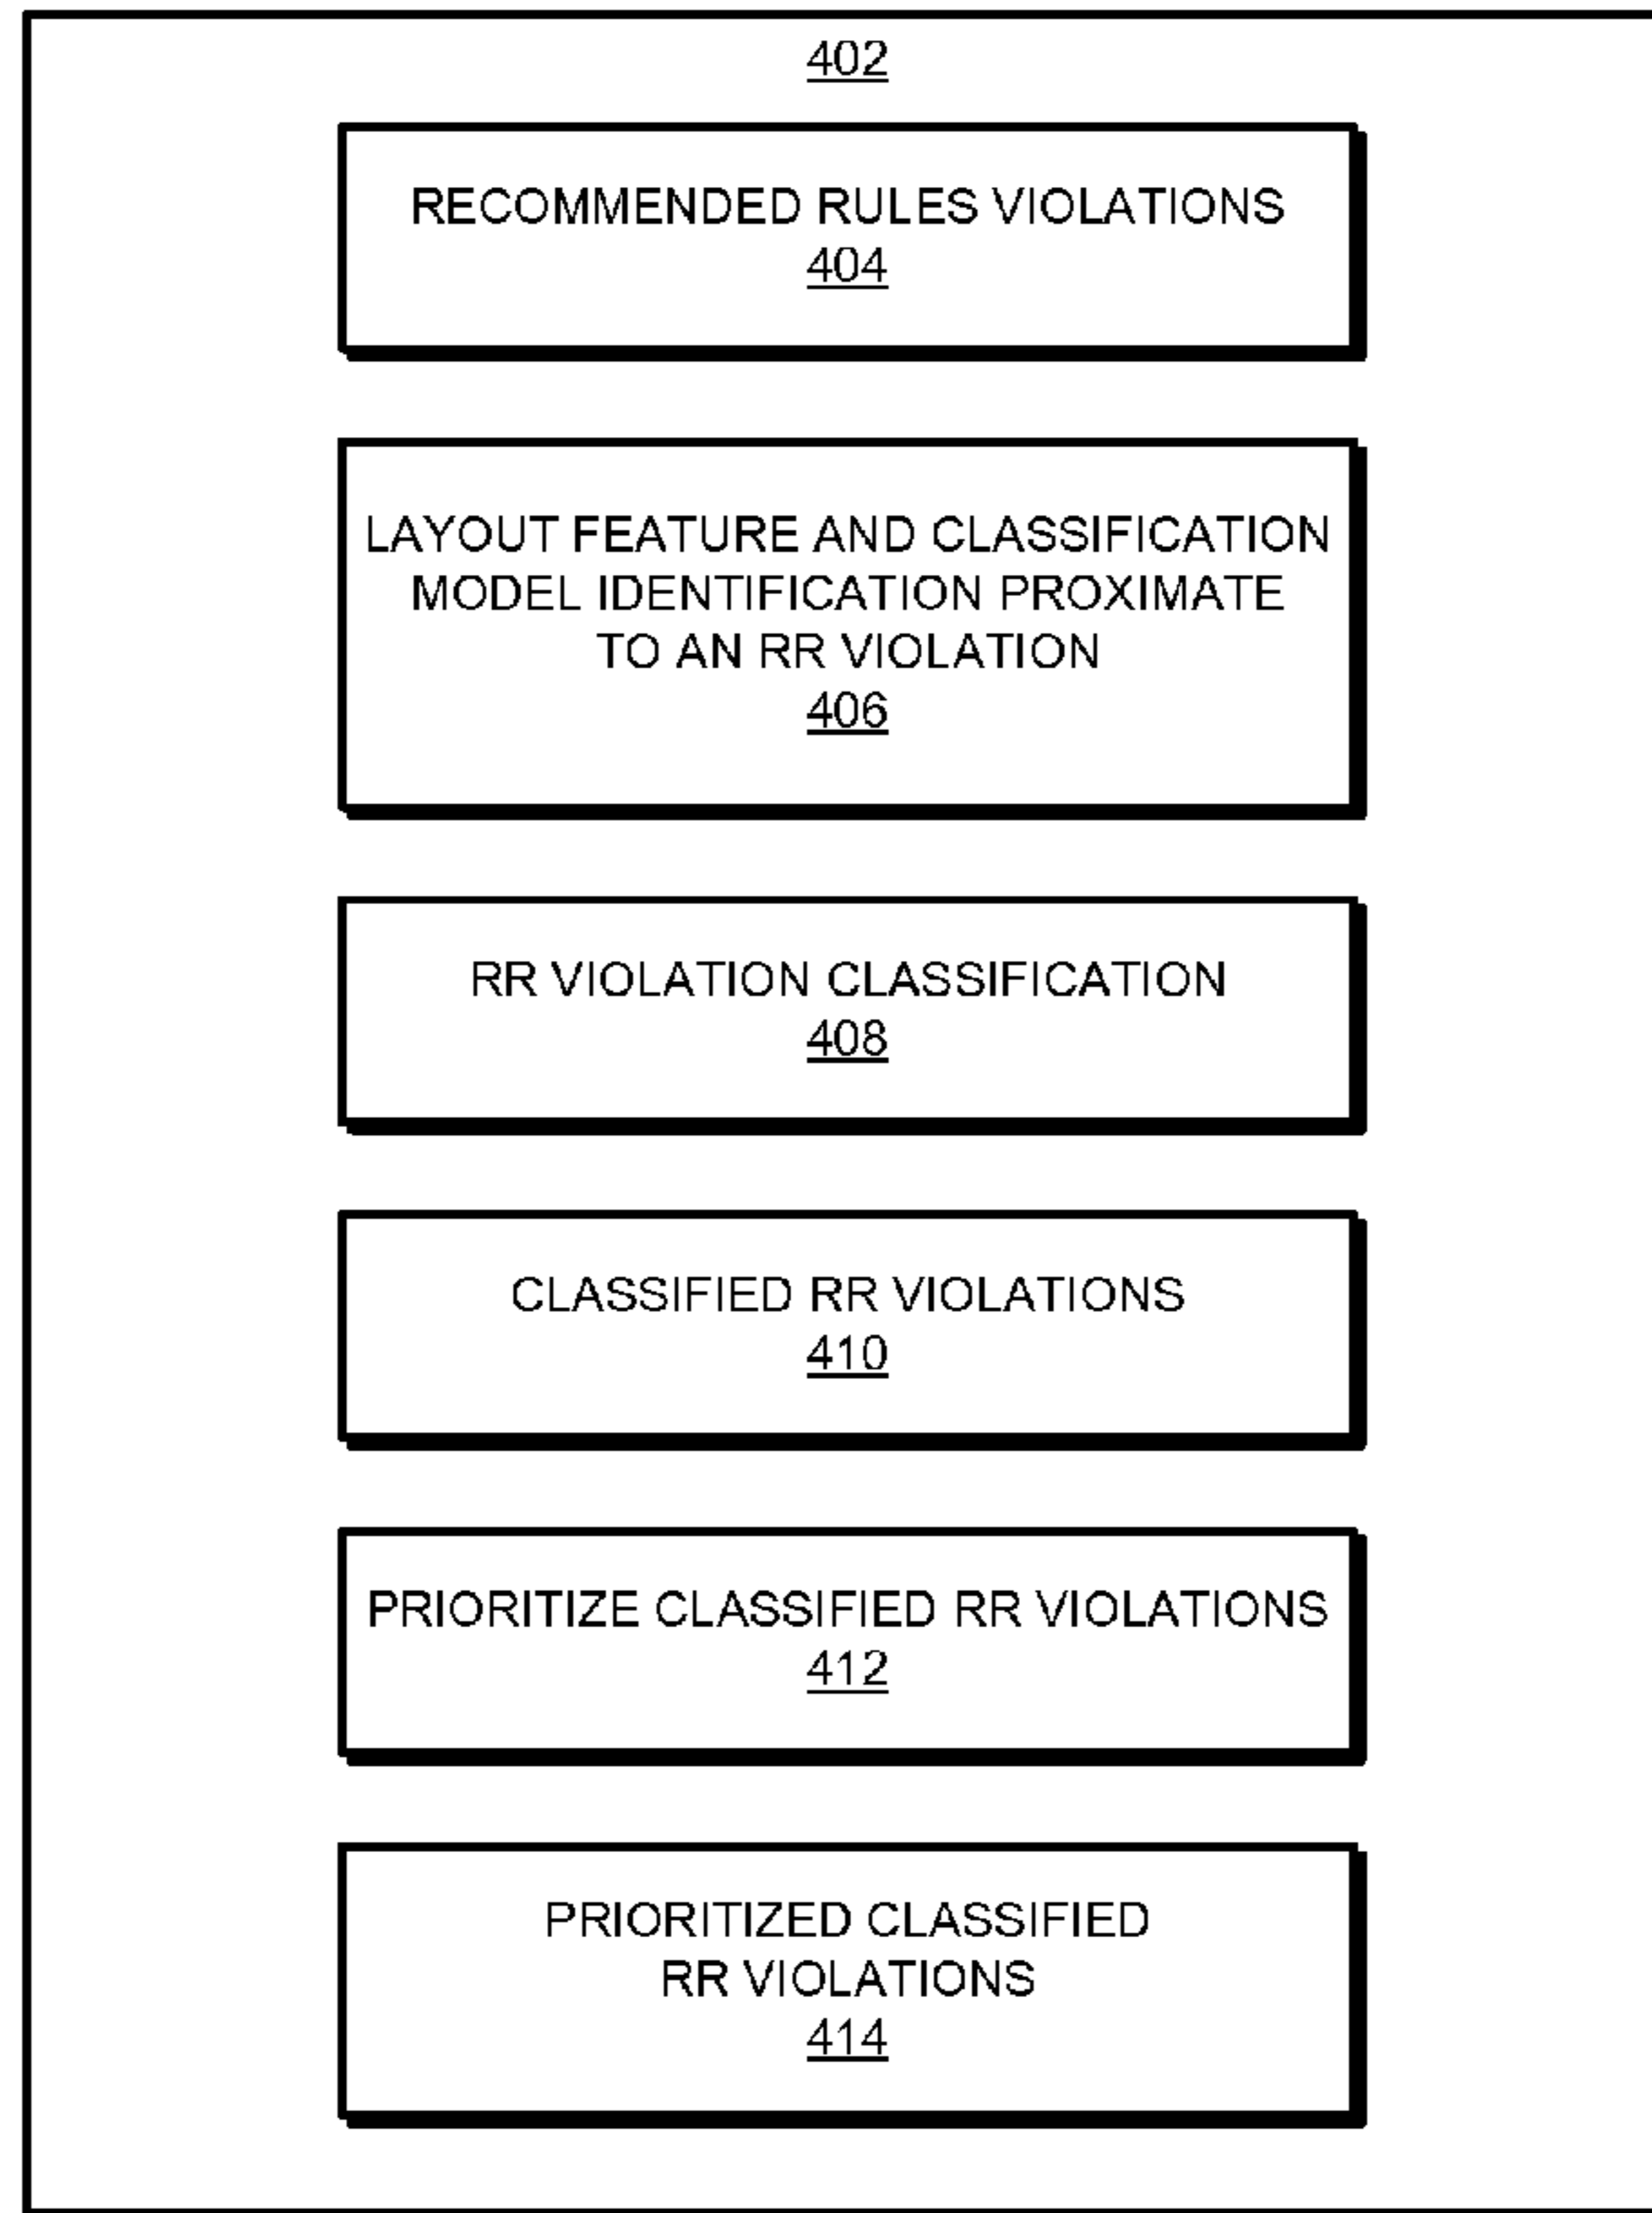 402
RECOMMENDED RULES VIOLATIONS
404
LAYOUT FEATURE AND CLASSIFICATION
MODEL IDENTIFICATION PROXIMATE
TO AN RR VIOLATION
406
RR VIOLATION CLASSIFICATION
408
CLASSIFIED RR VIOLATIONS
410
PRIORITIZE CLASSIFIED RR VIOLATIONS
412
PRIORITIZED CLASSIFIED
RR VIOLATIONS
414